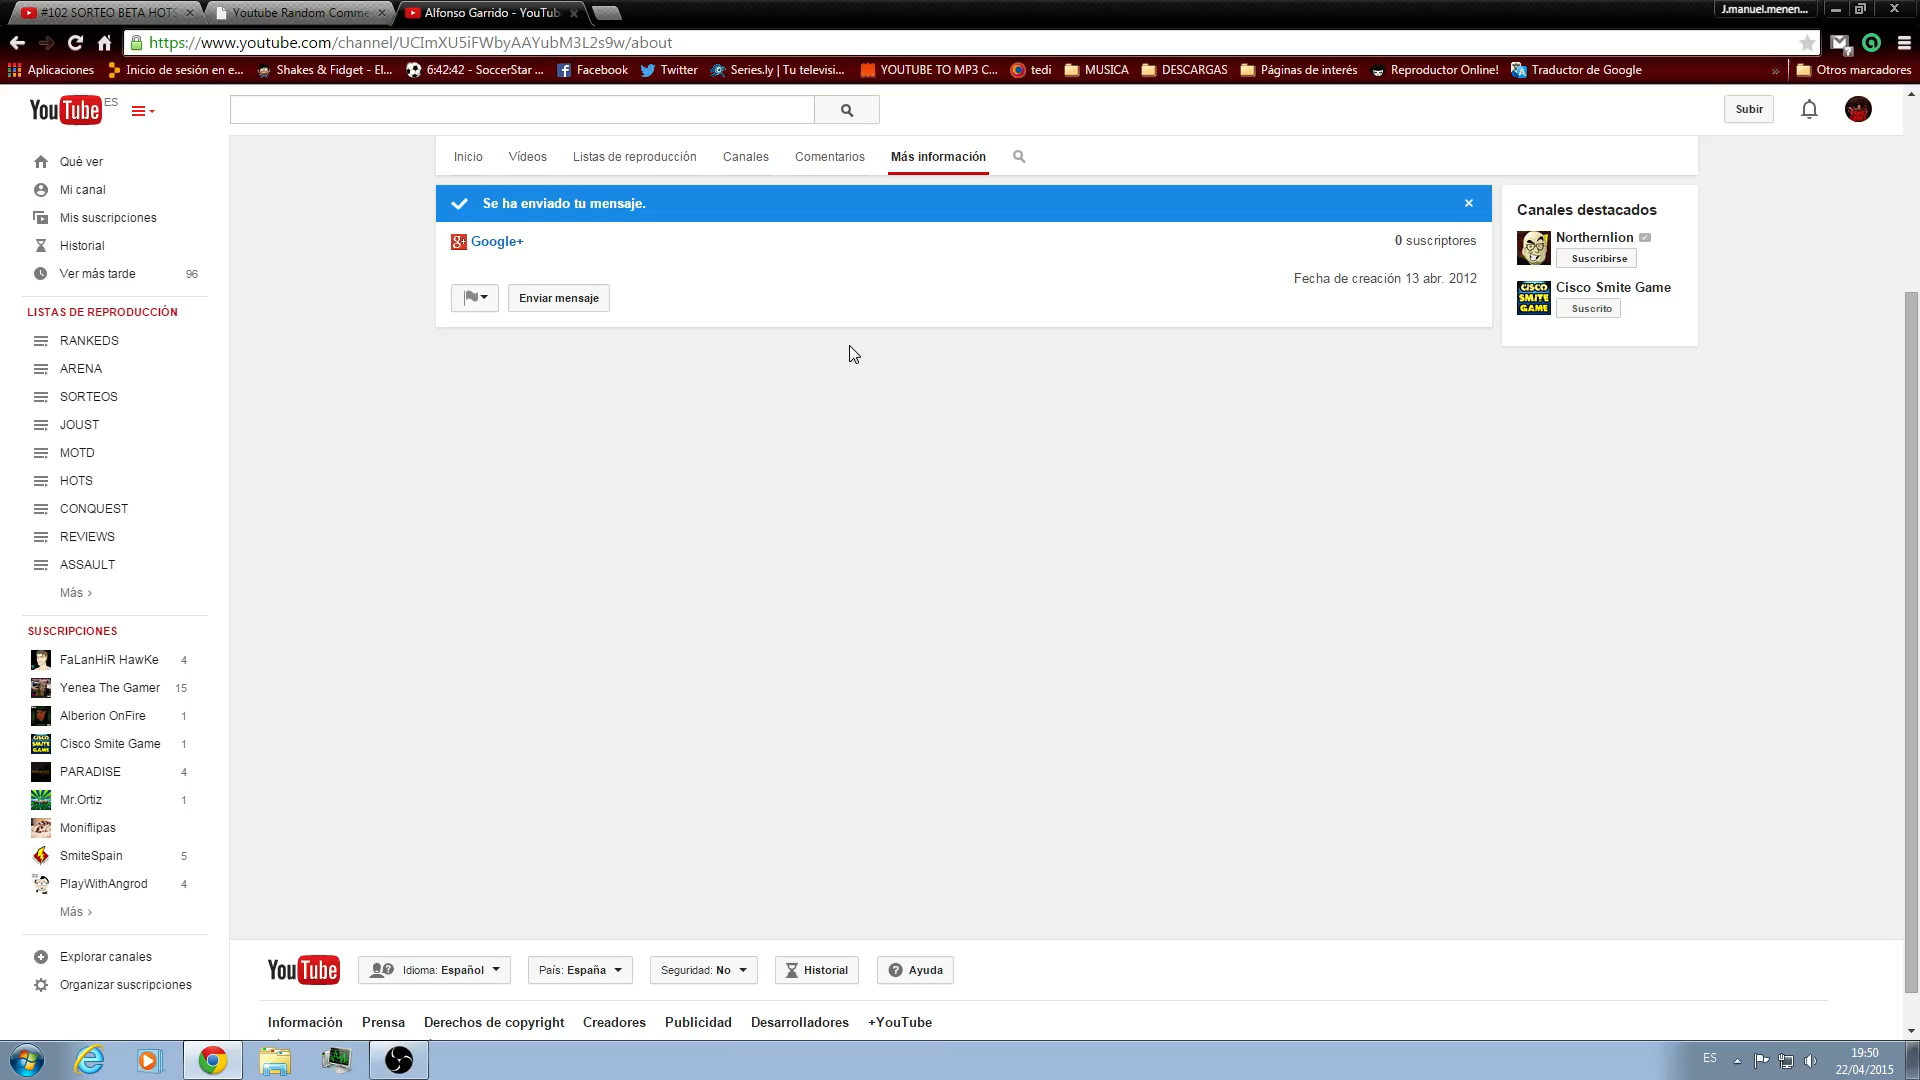 #102 SORTEO BETA HOTS
Youtube Random Comme
Alfonso Garrido - YouTub
J.manuel.menen...
https://www.youtube.com/channel/UCImXU5iFWbyAAYubM3L2s9w/about
Aplicaciones
Inicio de sesión en e...
Shakes & Fidget - El...
6:42:42 - SoccerStar ...
Facebook
Twitter
Series.ly | Tu televisi...
YOUTUBE TO MP3 C...
tedi
MUSICA
DESCARGAS
Páginas de interés
Reproductor Online!
Traductor de Google
»
Otros marcadores
YouTube ES
Subir
Inicio
Vídeos
Listas de reproducción
Canales
Comentarios
Más información
Qué ver
Mi canal
Mis suscripciones
Historial
Ver más tarde 96
LISTAS DE REPRODUCCIÓN
RANKEDS
ARENA
SORTEOS
JOUST
MOTD
HOTS
CONQUEST
REVIEWS
ASSAULT
Más ›
SUSCRIPCIONES
FaLanHiR HawKe 4
Yenea The Gamer 15
Alberion OnFire 1
Cisco Smite Game 1
PARADISE 4
Mr.Ortiz 1
Moniflipas
SmiteSpain 5
PlayWithAngrod 4
Más ›
Explorar canales
Organizar suscripciones
Se ha enviado tu mensaje.
Google+
0 suscriptores
Fecha de creación 13 abr. 2012
Enviar mensaje
Canales destacados
Northernlion
Suscribirse
CISCO SMITE GAME
Cisco Smite Game
Suscrito
YouTube
Idioma: Español
País: España
Seguridad: No
Historial
Ayuda
Información
Prensa
Derechos de copyright
Creadores
Publicidad
Desarrolladores
+YouTube
ES
19:50
22/04/2015